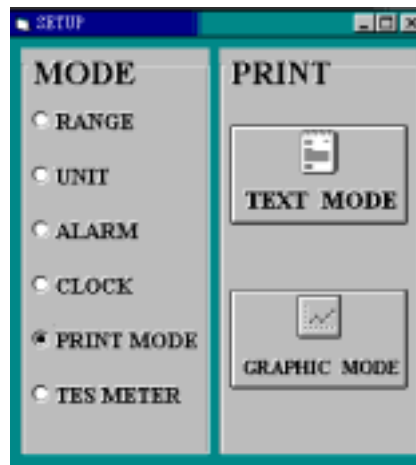 SETUP
MODE
RANGE
UNIT
ALARM
CLOCK
PRINT MODE
TES METER
PRINT
TEXT MODE
GRAPHIC MODE